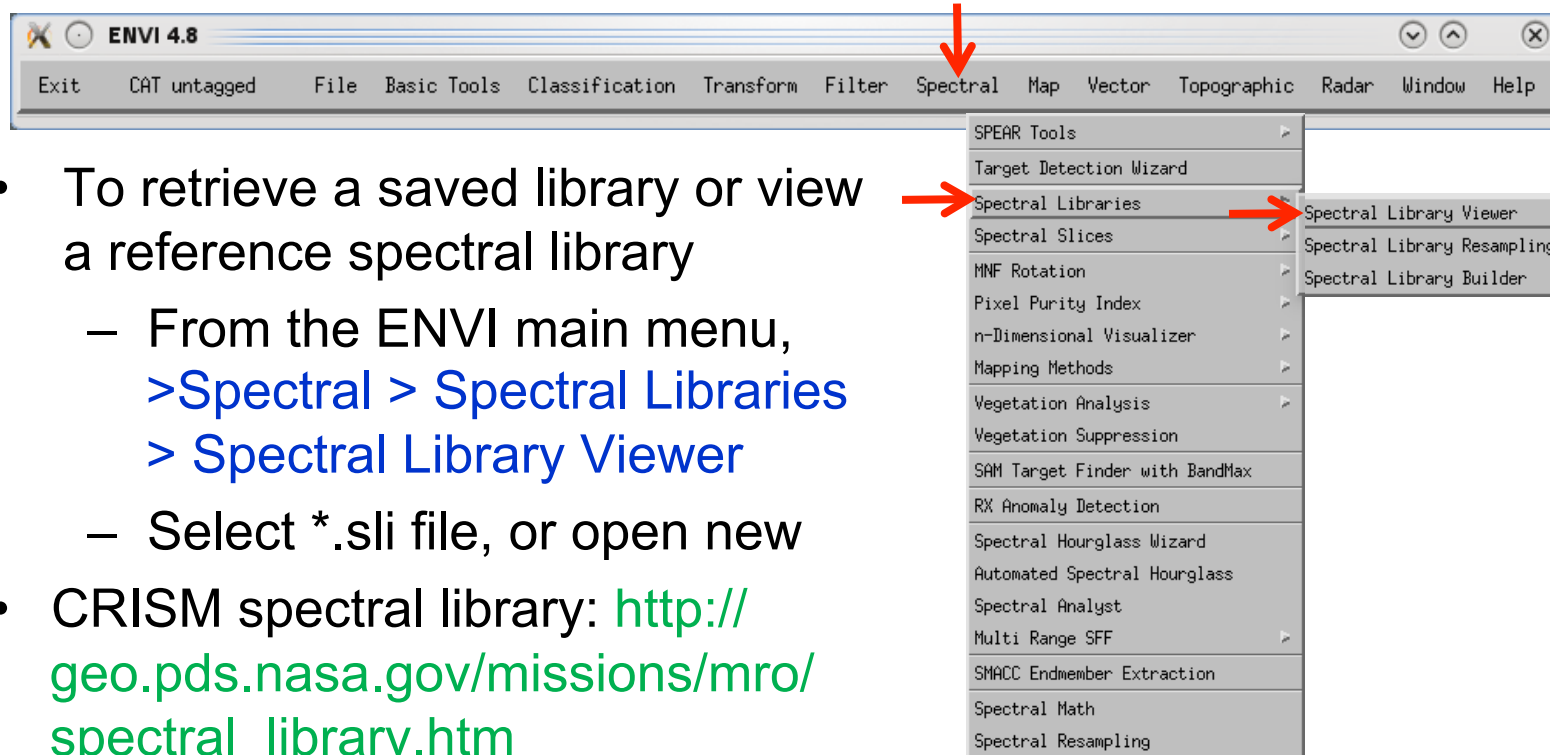 ENVI 4.8
Exit CAT untagged File Basic Tools Classification Transform Filter Spectral Map Vector Topographic Radar Window Help
• To retrieve a saved library or view
a reference spectral library
– From the ENVI main menu,
>Spectral > Spectral Libraries
> Spectral Library Viewer
– Select *.sli file, or open new
• CRISM spectral library: http://
geo.pds.nasa.gov/missions/mro/
spectral_library.htm
SPEAR Tools
Target Detection Wizard
Spectral Libraries
Spectral Slices
MNF Rotation
Pixel Purity Index
n-Dimensional Visualizer
Mapping Methods
Vegetation Analysis
Vegetation Suppression
SAM Target Finder with BandMax
RX Anomaly Detection
Spectral Hourglass Wizard
Automated Spectral Hourglass
Spectral Analyst
Multi Range SFF
SMACC Endmember Extraction
Spectral Math
Spectral Resampling
Spectral Library Viewer
Spectral Library Resampling
Spectral Library Builder